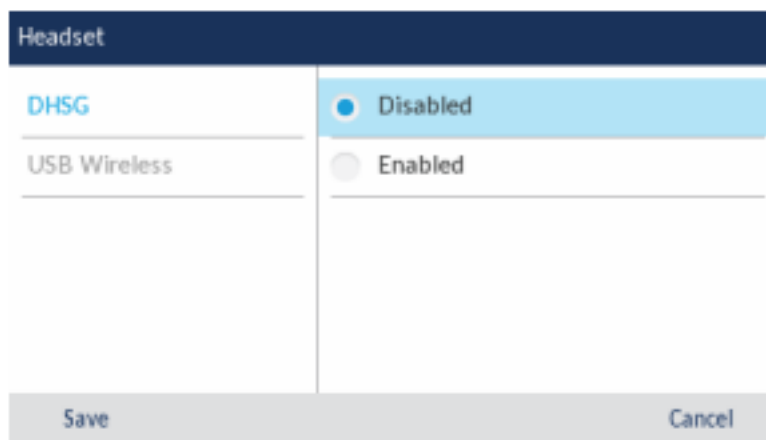 Headset
DHSG
Disabled
USB Wireless
Enabled
Save
Cancel